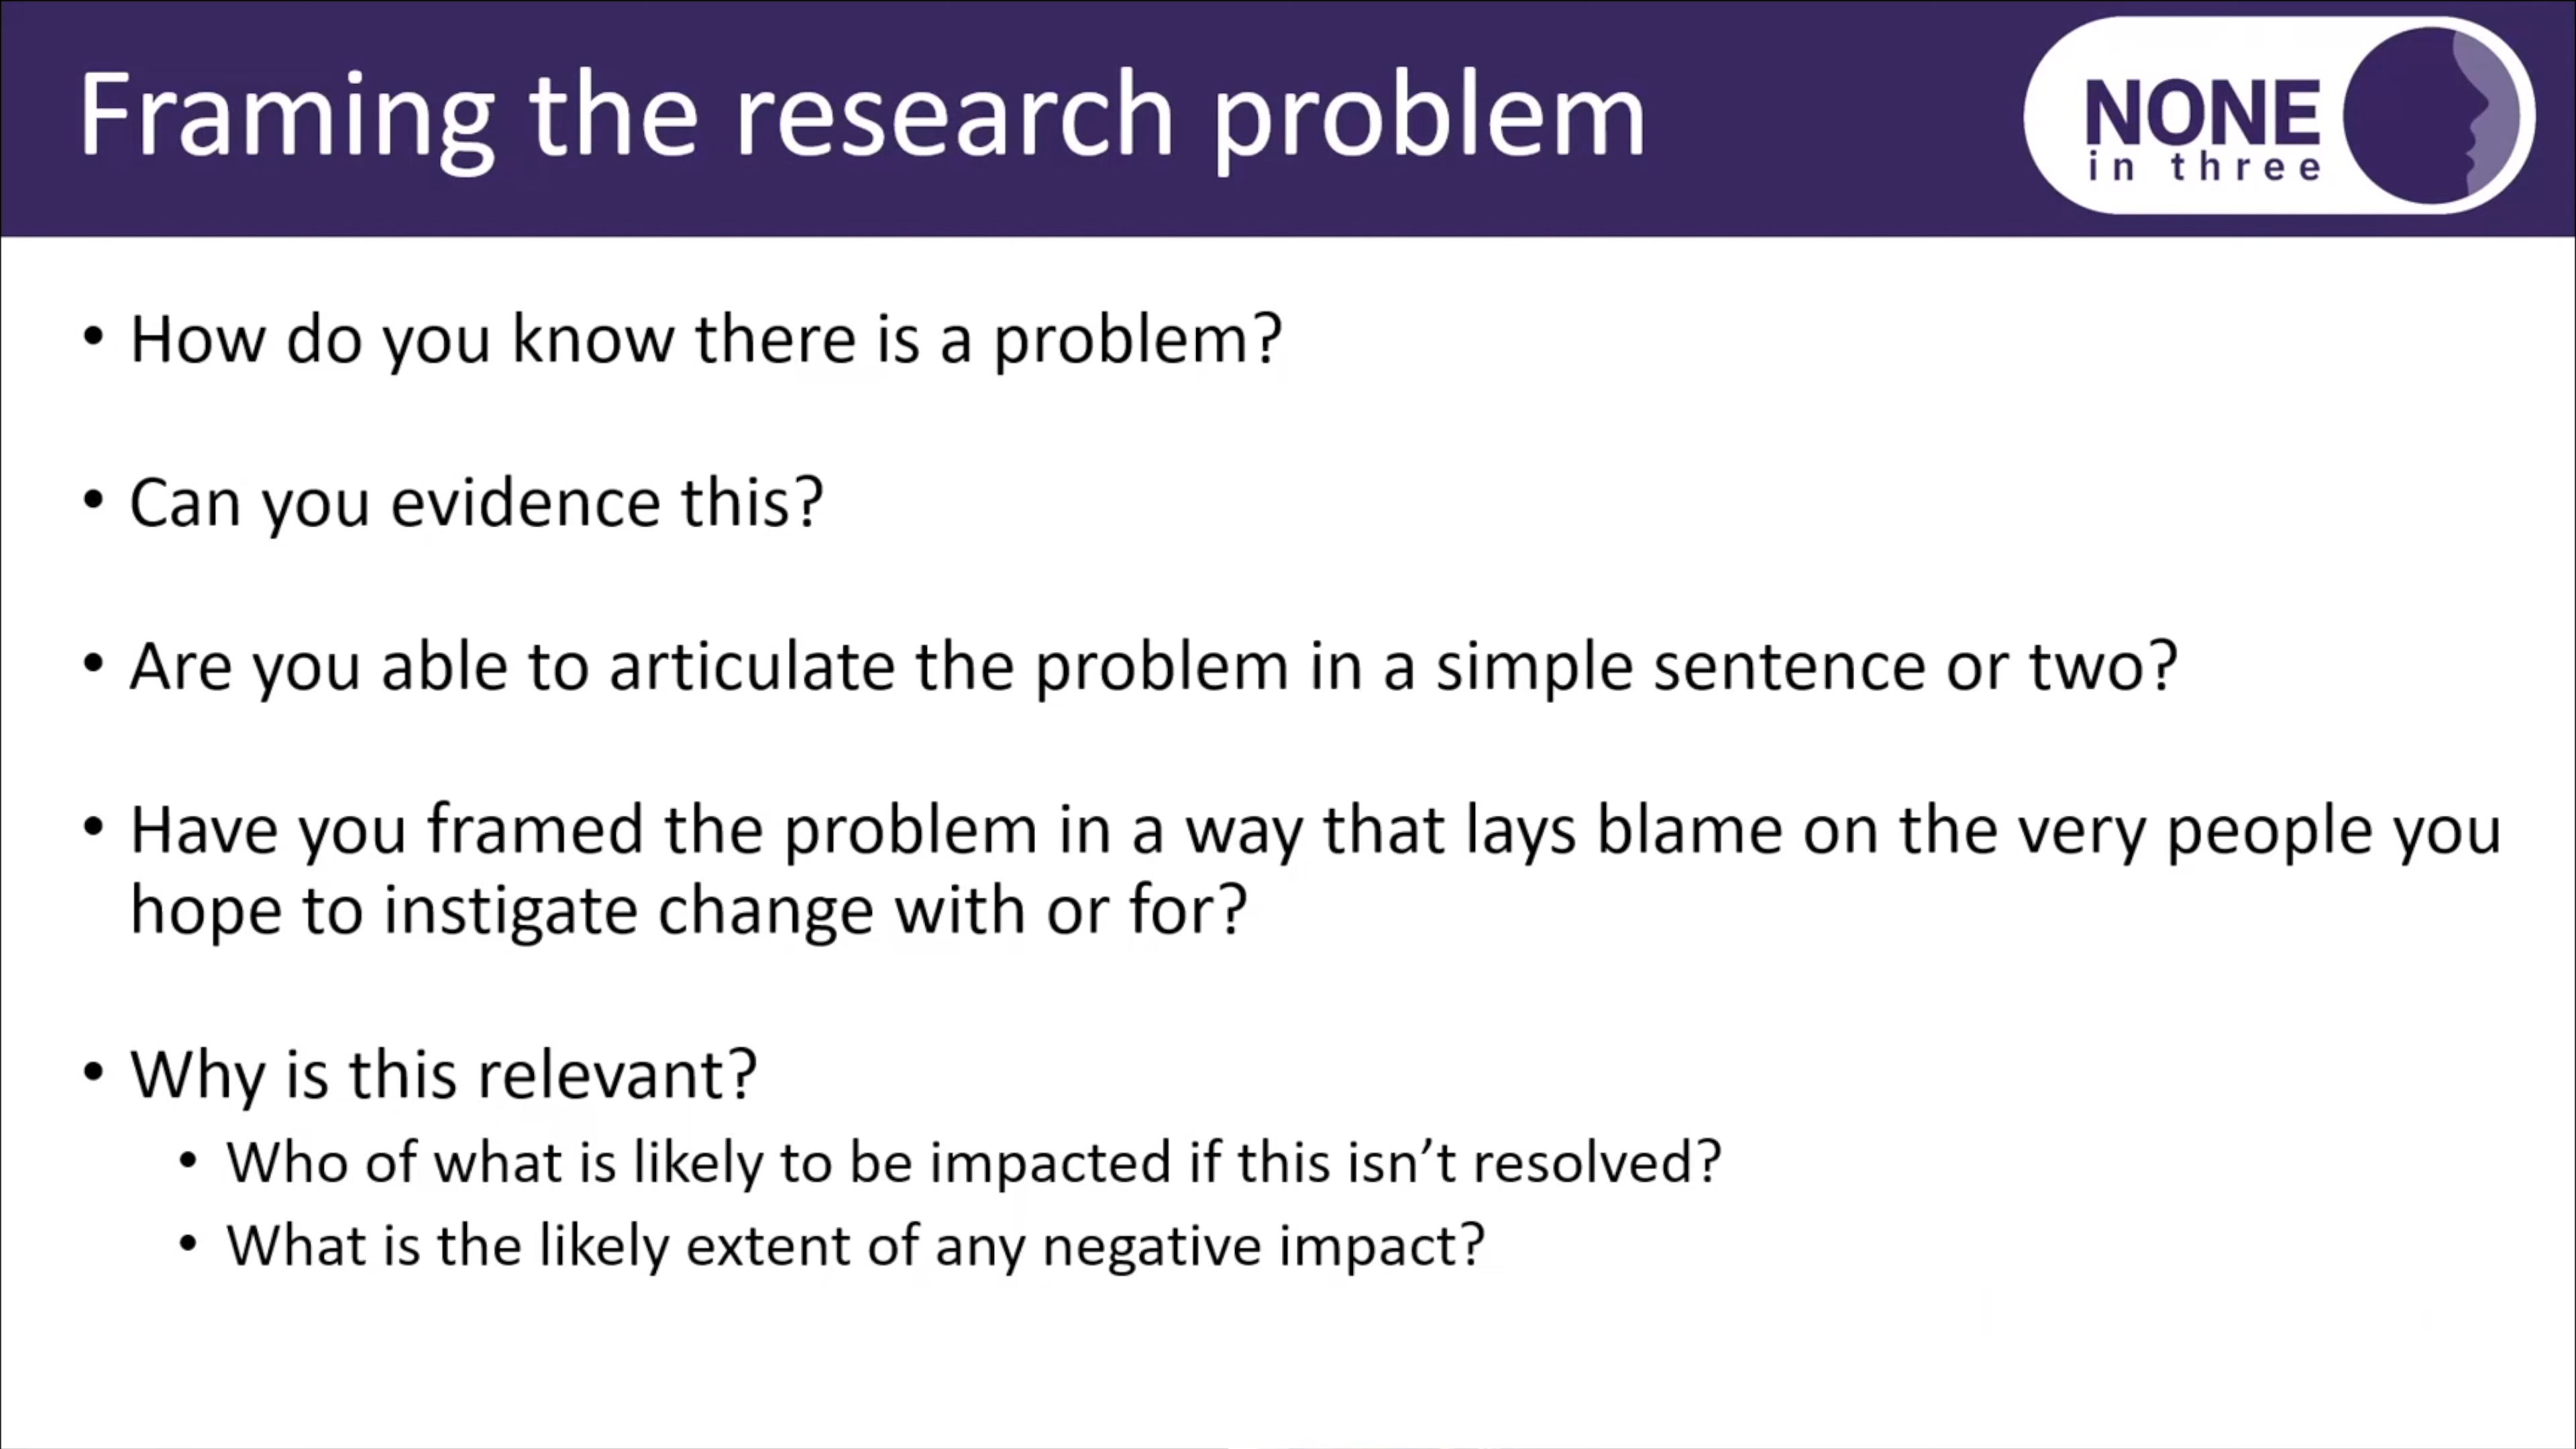 Framing the research problem
NONE
in three
• How do you know there is a problem?
• Can you evidence this?
• Are you able to articulate the problem in a simple sentence or two?
• Have you framed the problem in a way that lays blame on the very people you
hope to instigate change with or for?
• Why is this relevant?
• Who of what is likely to be impacted if this isn’t resolved?
• What is the likely extent of any negative impact?